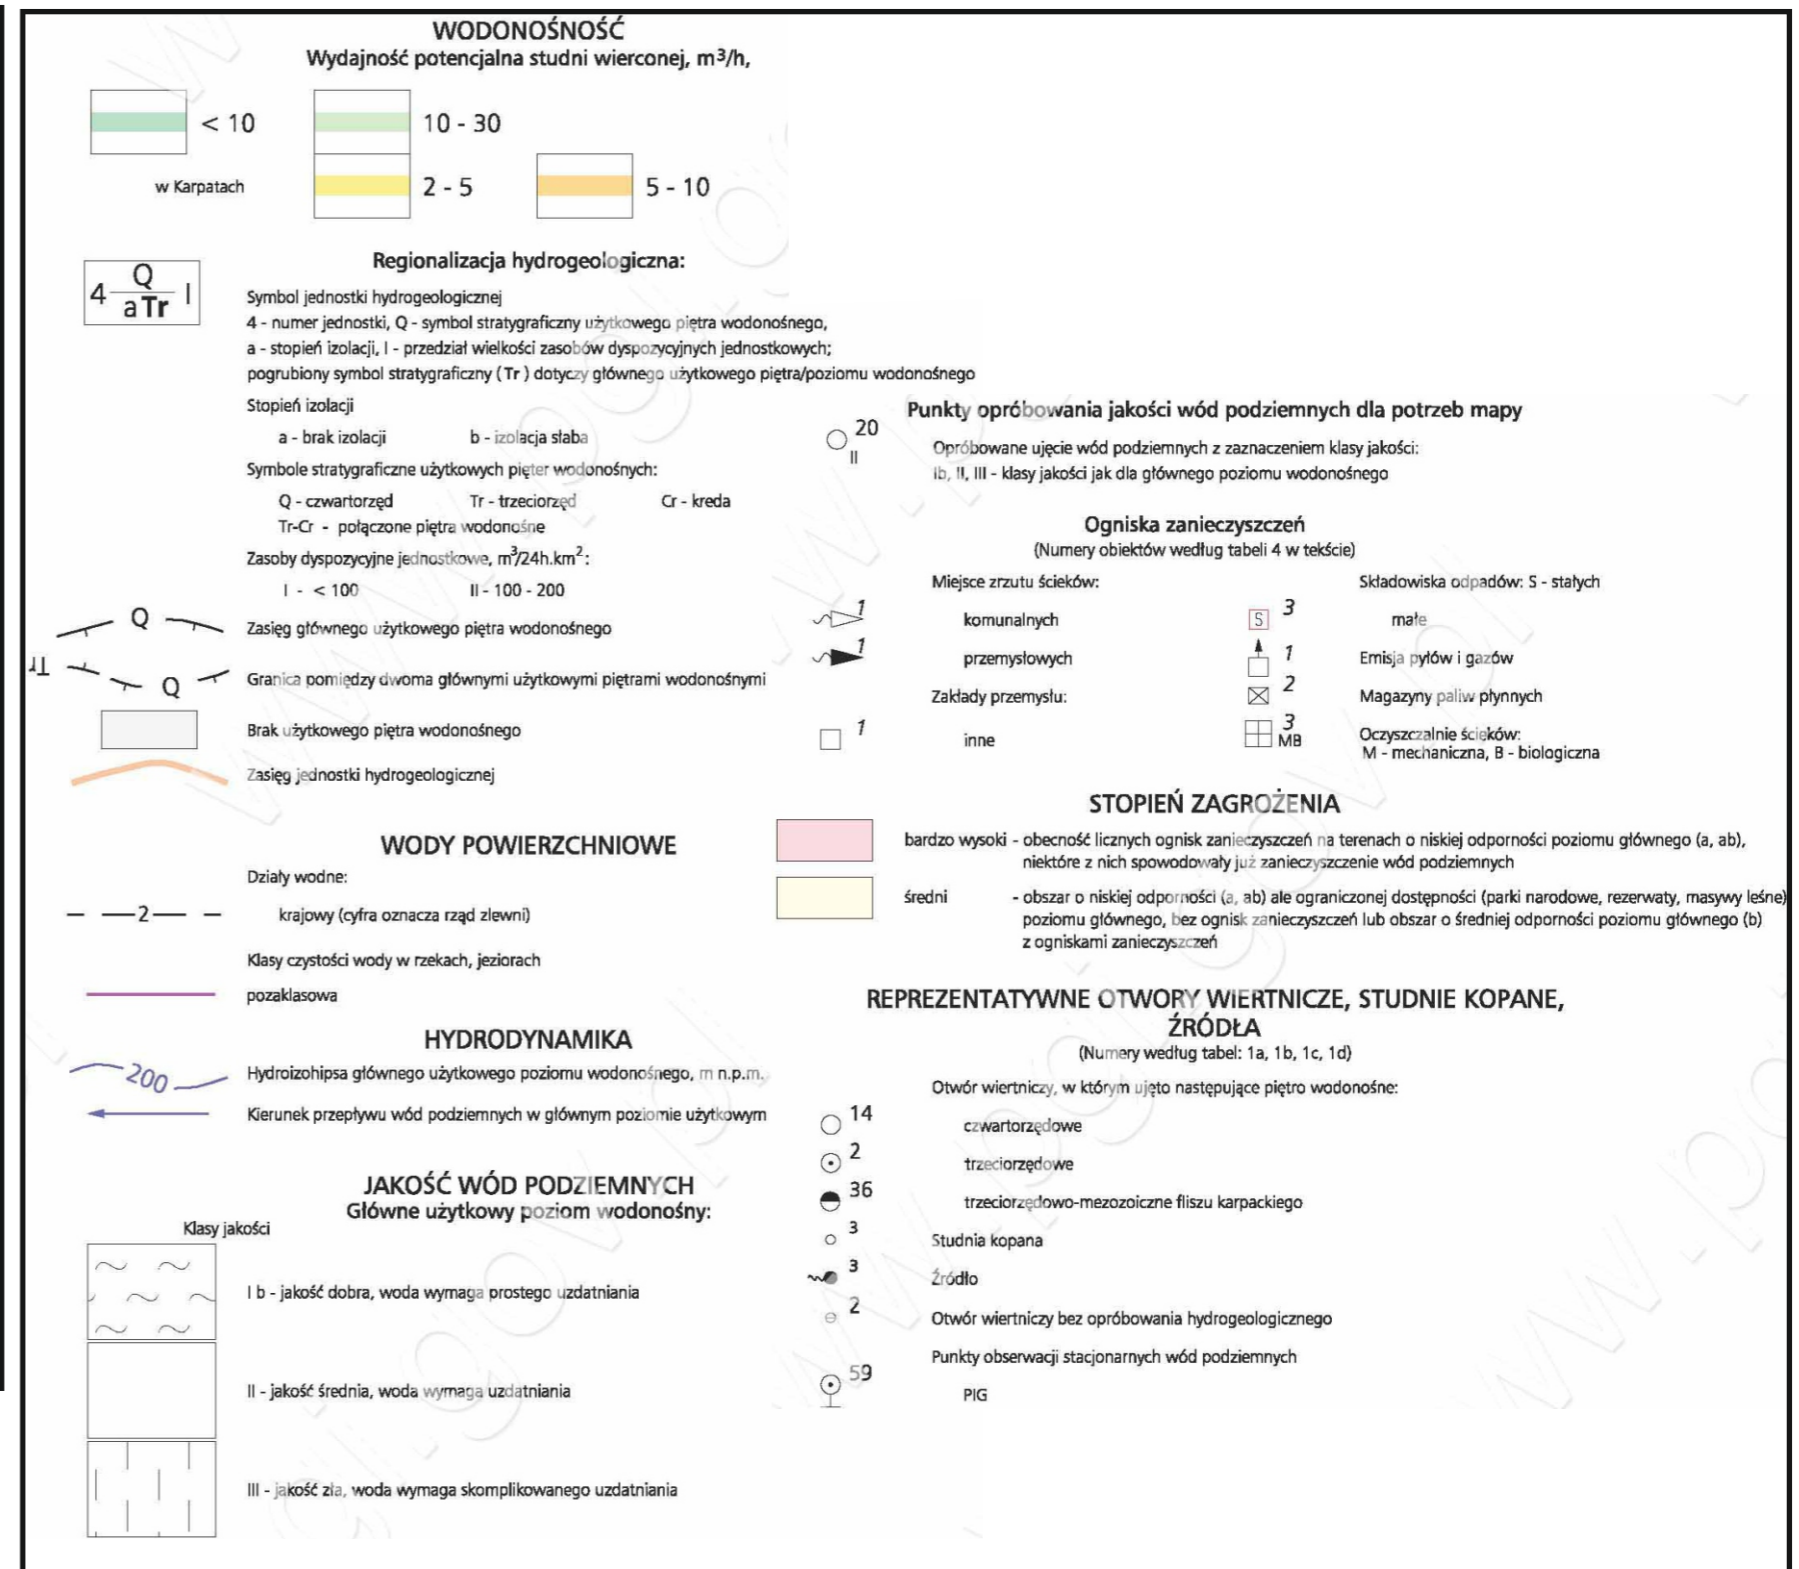 WODONOŚNOŚĆ
Wydajność potencjalna studni wierconej, m³/h,
< 10
10 - 30
w Karpatach
2 - 5
5 - 10
Regionalizacja hydrogeologiczna:
4 Q I
a Tr
Symbol jednostki hydrogeologicznej
4 - numer jednostki, Q - symbol stratygraficzny użytkowego piętra wodonośnego,
a - stopień izolacji, I - przedział wielkości zasobów dyspozycyjnych jednostkowych;
pogrubiony symbol stratygraficzny (Tr) dotyczy głównego użytkowego piętra/poziomu wodonośnego
Stopień izolacji
a - brak izolacji b - izolacja słaba
Symbole stratygraficzne użytkowych pięter wodonośnych:
Q - czwartorzęd Tr - trzeciorzęd Cr - kreda
Tr-Cr - połączone piętra wodonośne
Zasoby dyspozycyjne jednostkowe, m³/24h.km²:
I - < 100 II - 100 - 200
Q
Zasięg głównego użytkowego piętra wodonośnego
Tr
Q
Granica pomiędzy dwoma głównymi użytkowymi piętrami wodonośnymi
Brak użytkowego piętra wodonośnego
Zasięg jednostki hydrogeologicznej
WODY POWIERZCHNIOWE
Działy wodne:
2
krajowy (cyfra oznacza rząd zlewni)
Klasy czystości wody w rzekach, jeziorach
pozaklasowa
HYDRODYNAMIKA
200
Hydroizohipsa głównego użytkowego poziomu wodonośnego, m n.p.m.
Kierunek przepływu wód podziemnych w głównym poziomie użytkowym
JAKOŚĆ WÓD PODZIEMNYCH
Główne użytkowy poziom wodonośny:
Klasy jakości
I b - jakość dobra, woda wymaga prostego uzdatniania
II - jakość średnia, woda wymaga uzdatniania
III - jakość zła, woda wymaga skomplikowanego uzdatniania
Punkty opróbowania jakości wód podziemnych dla potrzeb mapy
20
II
Opróbowane ujęcie wód podziemnych z zaznaczeniem klasy jakości:
Ib, II, III - klasy jakości jak dla głównego poziomu wodonośnego
Ogniska zanieczyszczeń
(Numery obiektów według tabeli 4 w tekście)
Miejsce zrzutu ścieków:
1
komunalnych
1
przemysłowych
Zakłady przemysłu:
1
inne
Składowiska odpadów: S - stałych
S 3
małe
1
Emisja pyłów i gazów
2
Magazyny paliw płynnych
3
MB
Oczyszczalnie ścięków:
M - mechaniczna, B - biologiczna
STOPIEŃ ZAGROŻENIA
bardzo wysoki - obecność licznych ognisk zanieczyszczeń na terenach o niskiej odporności poziomu głównego (a, ab),
niektóre z nich spowodowały już zanieczyszczenie wód podziemnych
średni - obszar o niskiej odporności (a, ab) ale ograniczonej dostępności (parki narodowe, rezerwaty, masywy leśne)
poziomu głównego, bez ognisk zanieczyszczeń lub obszar o średniej odporności poziomu głównego (b)
z ogniskami zanieczyszczeń
REPREZENTATYWNE OTWORY WIERTNICZE, STUDNIE KOPANE,
ŹRÓDŁA
(Numery według tabel: 1a, 1b, 1c, 1d)
Otwór wiertniczy, w którym ujęto następujące piętro wodonośne:
14
czwartorzędowe
2
trzeciorzędowe
36
trzeciorzędowo-mezozoiczne fliszu karpackiego
3
Studnia kopana
3
Źródło
2
Otwór wiertniczy bez opróbowania hydrogeologicznego
Punkty obserwacji stacjonarnych wód podziemnych
59
PIG